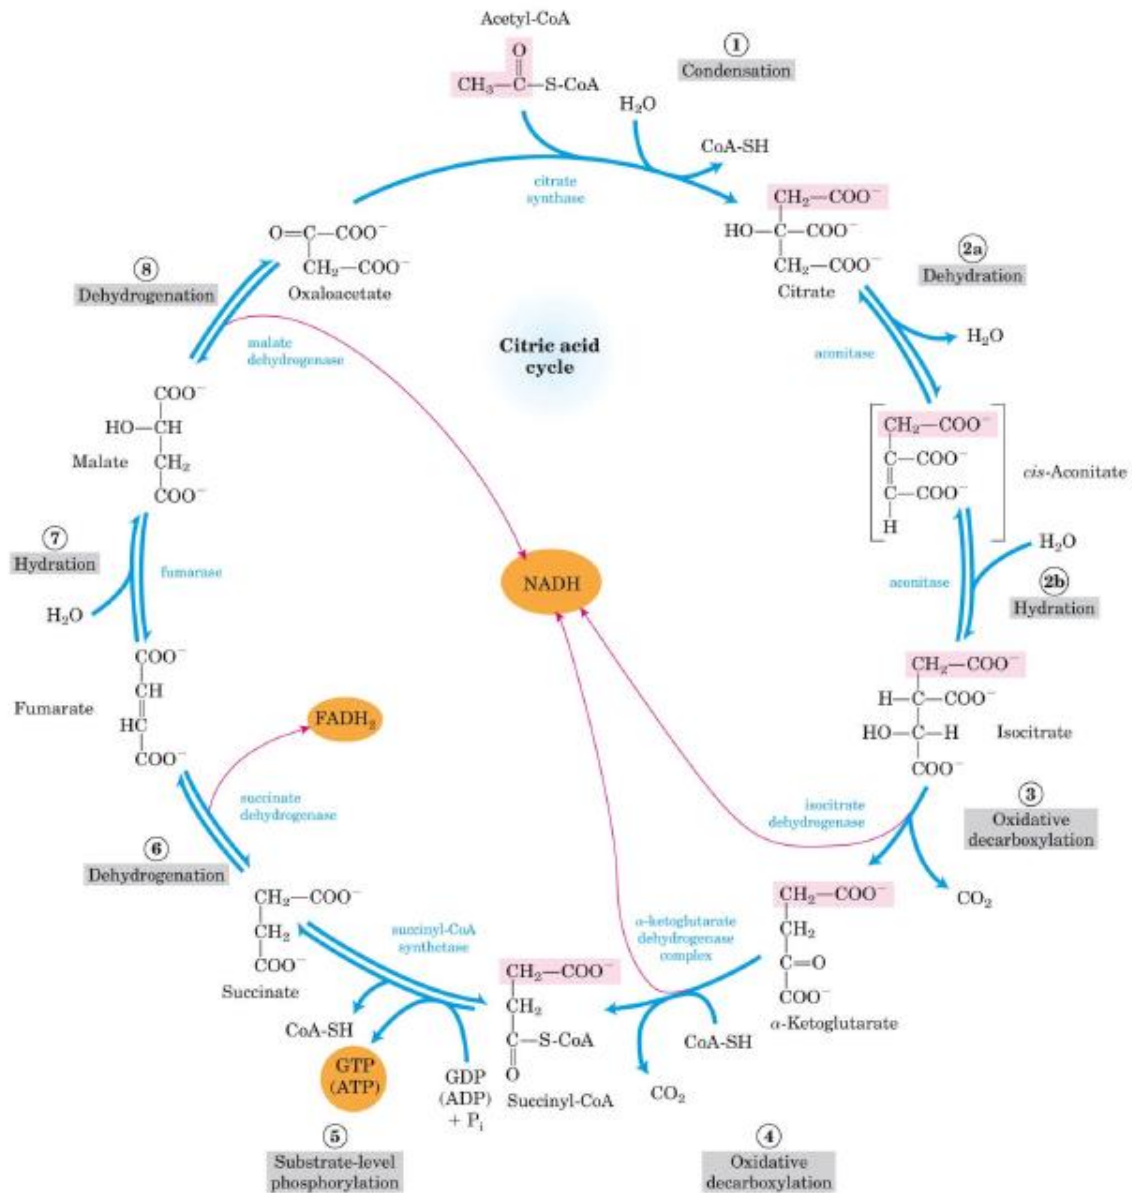 Acetyl-CoA
O
CH₃—C—S-CoA
①
Condensation
H₂O
CoA-SH
citrate
synthase
CH₂—COO⁻
HO—C—COO⁻
CH₂—COO⁻
Citrate
②a
Dehydration
H₂O
aconitase
CH₂—COO⁻
C—COO⁻
C—COO⁻
H
cis-Aconitate
H₂O
aconitase
②b
Hydration
CH₂—COO⁻
H—C—COO⁻
HO—C—H
COO⁻
Isocitrate
③
Oxidative
decarboxylation
isocitrate
dehydrogenase
CO₂
CH₂—COO⁻
CH₂
C=O
COO⁻
α-Ketoglutarate
α-ketoglutarate
dehydrogenase
complex
CoA-SH
CO₂
④
Oxidative
decarboxylation
CH₂—COO⁻
CH₂
C—S-CoA
O
Succinyl-CoA
succinyl-CoA
synthetase
GDP
(ADP)
+ Pᵢ
GTP
(ATP)
CoA-SH
⑤
Substrate-level
phosphorylation
CH₂—COO⁻
CH₂
COO⁻
Succinate
⑥
Dehydrogenation
succinate
dehydrogenase
FADH₂
COO⁻
CH
HC
COO⁻
Fumarate
⑦
Hydration
H₂O
fumarase
COO⁻
HO—CH
CH₂
COO⁻
Malate
⑧
Dehydrogenation
malate
dehydrogenase
O=C—COO⁻
CH₂—COO⁻
Oxaloacetate
Citric acid
cycle
NADH